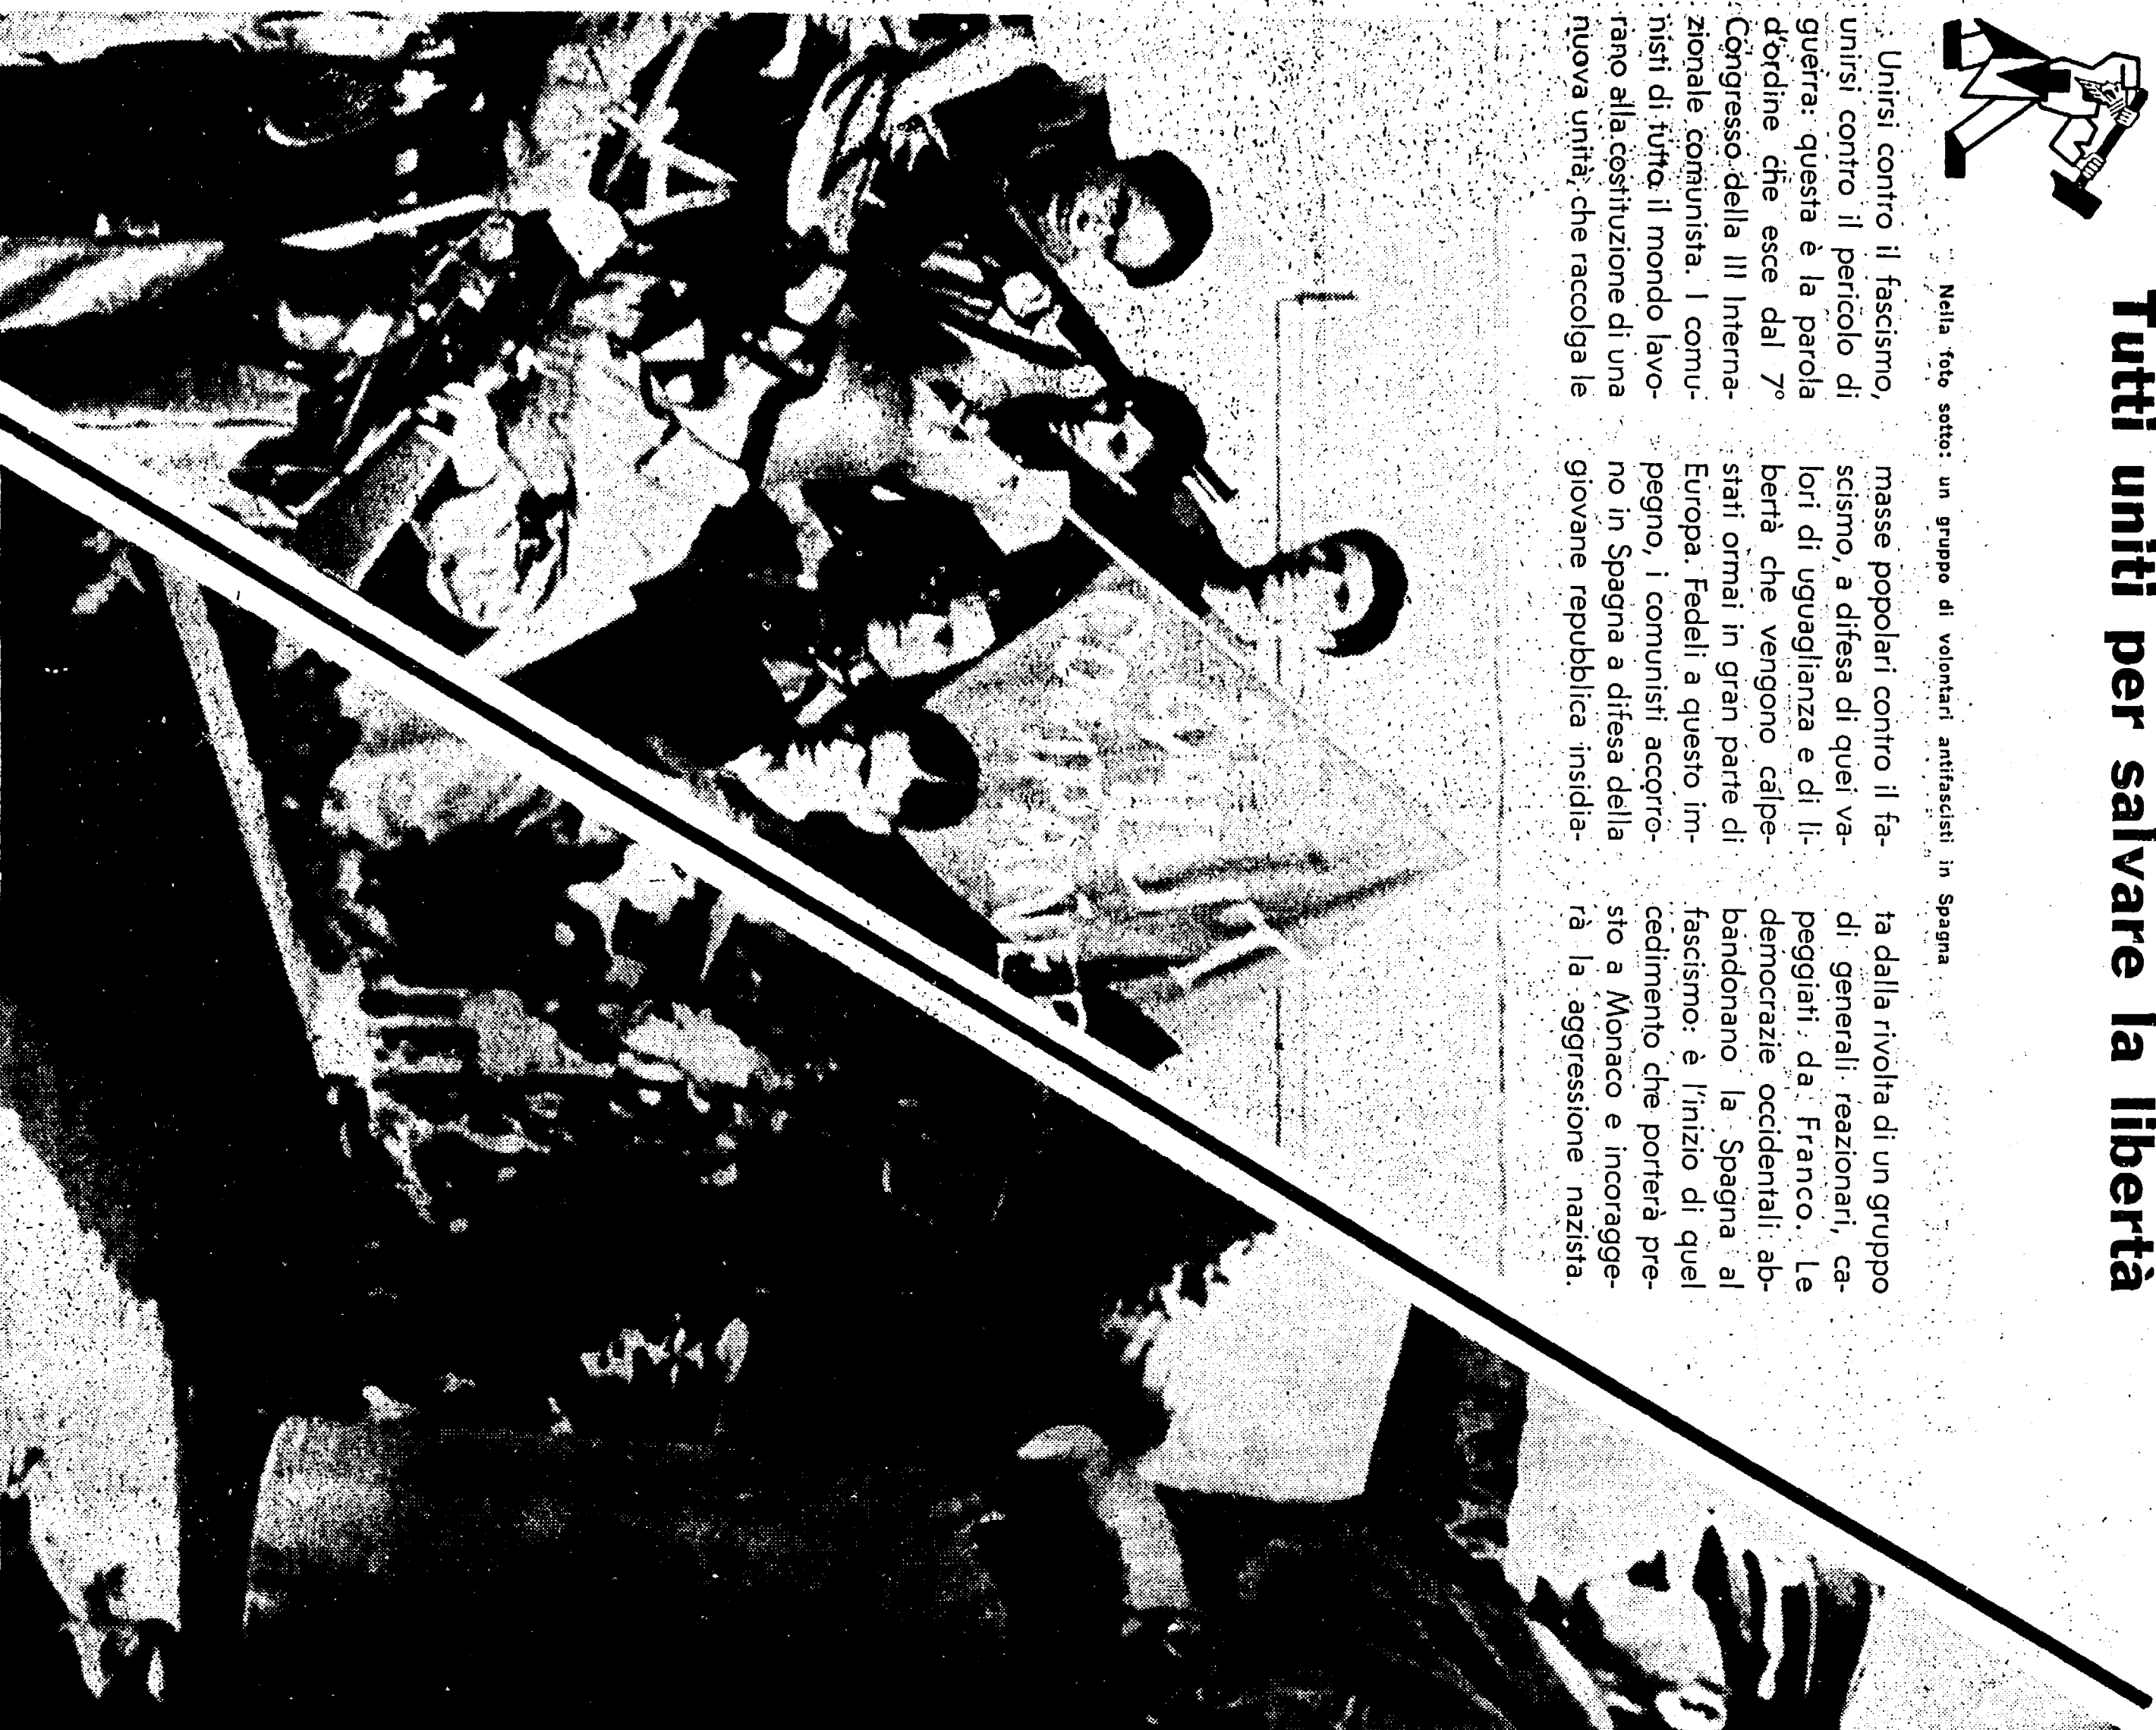 Tutti uniti per salvare la libertà
Nella foto sotto: un gruppo di volontari antifascisti in Spagna
Unirsi contro il fascismo,
unirsi contro il pericolo di
guerra: questa è la parola
d'ordine che esce dal 7°
Congresso della III Interna-
zionale comunista. I comu-
nisti di tutto il mondo lavo-
rano alla costituzione di una
nuova unità, che raccolga le
masse popolari contro il fa-
scismo, a difesa di quei va-
lori di uguaglianza e di li-
bertà che vengono calpe-
stati ormai in gran parte di
Europa. Fedeli a questo im-
pegno, i comunisti accorro-
no in Spagna a difesa della
giovane repubblica insidia-
ta dalla rivolta di un gruppo
di generali reazionari, ca-
peggiati da Franco. Le
democrazie occidentali ab-
bandonano la Spagna al
fascismo: è l'inizio di quel
cedimento che porterà pre-
sto a Monaco e incoragge-
rà la aggressione nazista.